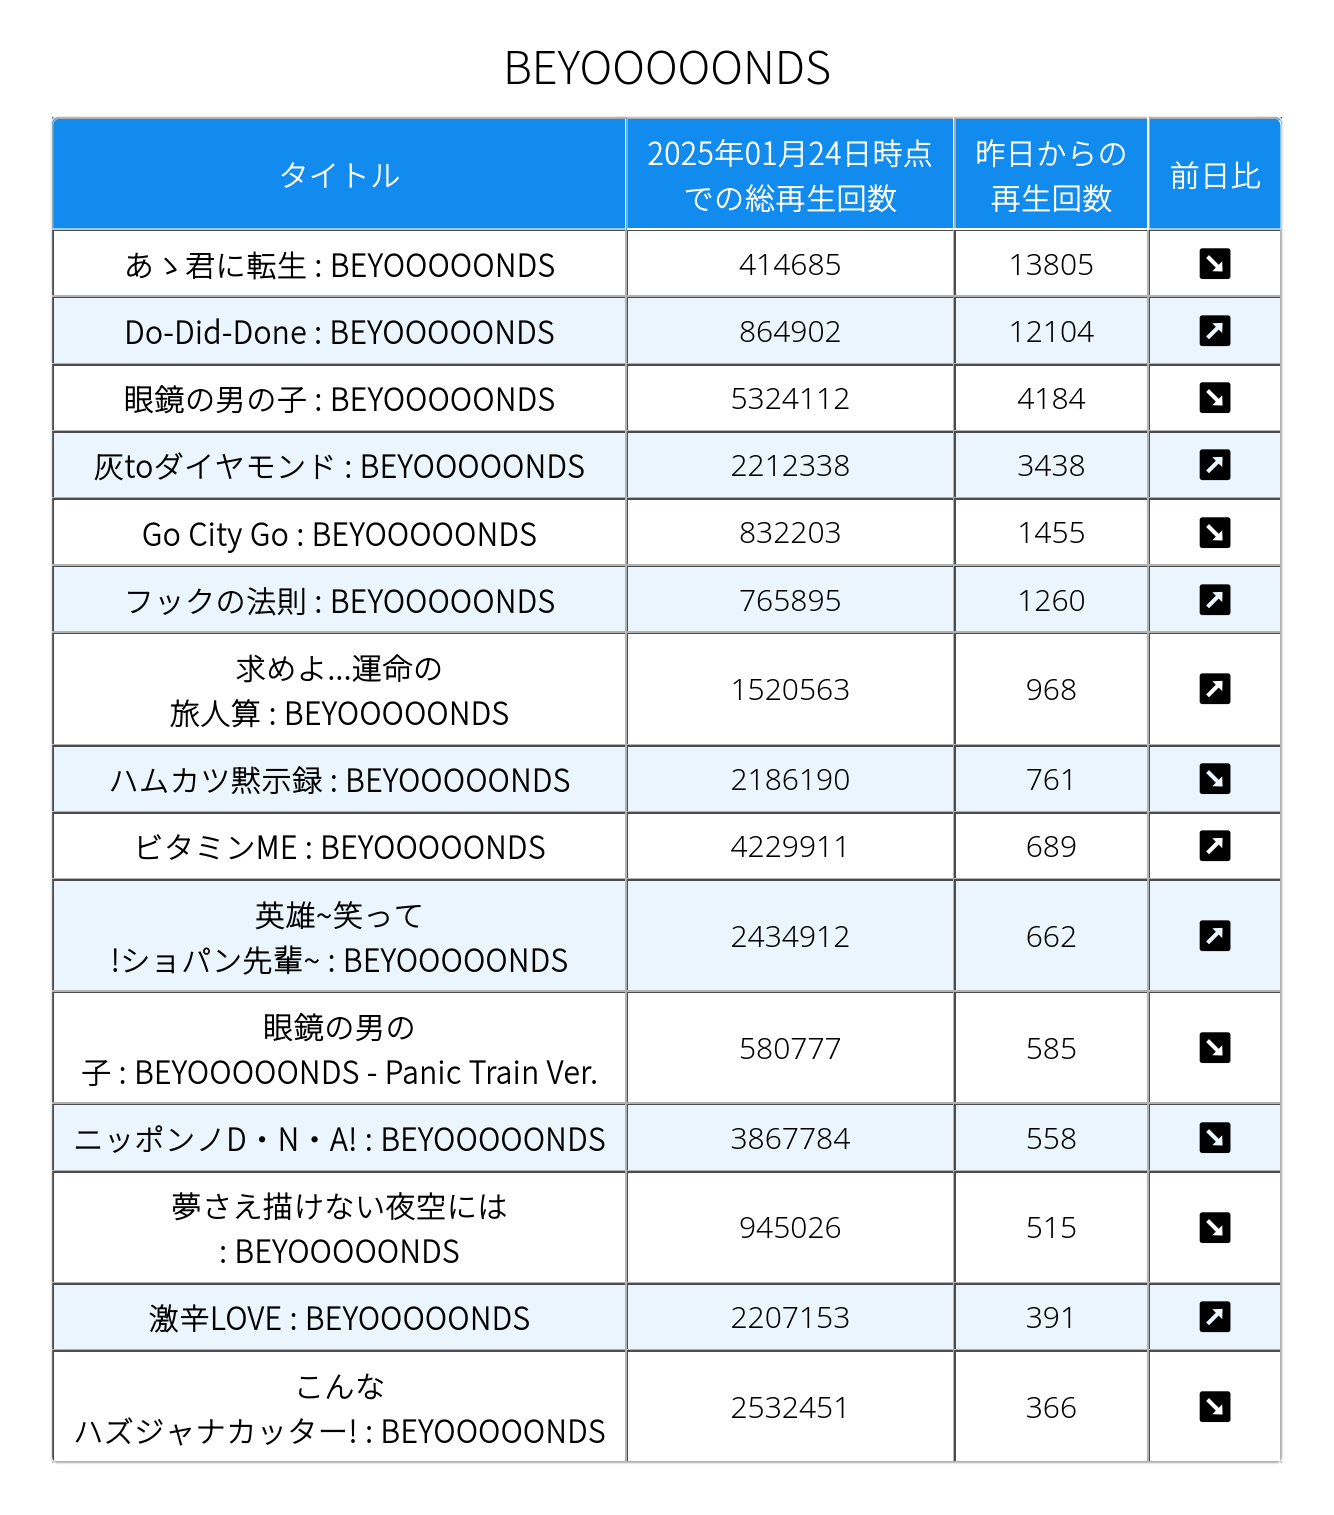 BEYOOOOONDS
タイトル
2025年01月24日時点
での総再生回数
昨日からの
再生回数
前日比
あゝ君に転生 : BEYOOOOONDS
414685
13805
Do-Did-Done : BEYOOOOONDS
864902
12104
眼鏡の男の子 : BEYOOOOONDS
5324112
4184
灰toダイヤモンド : BEYOOOOONDS
2212338
3438
Go City Go : BEYOOOOONDS
832203
1455
フックの法則 : BEYOOOOONDS
765895
1260
求めよ...運命の
旅人算 : BEYOOOOONDS
1520563
968
ハムカツ黙示録 : BEYOOOOONDS
2186190
761
ビタミンME : BEYOOOOONDS
4229911
689
英雄~笑って
!ショパン先輩~ : BEYOOOOONDS
2434912
662
眼鏡の男の
子 : BEYOOOOONDS - Panic Train Ver.
580777
585
ニッポンノD・N・A! : BEYOOOOONDS
3867784
558
夢さえ描けない夜空には
: BEYOOOOONDS
945026
515
激辛LOVE : BEYOOOOONDS
2207153
391
こんな
ハズジャナカッター! : BEYOOOOONDS
2532451
366